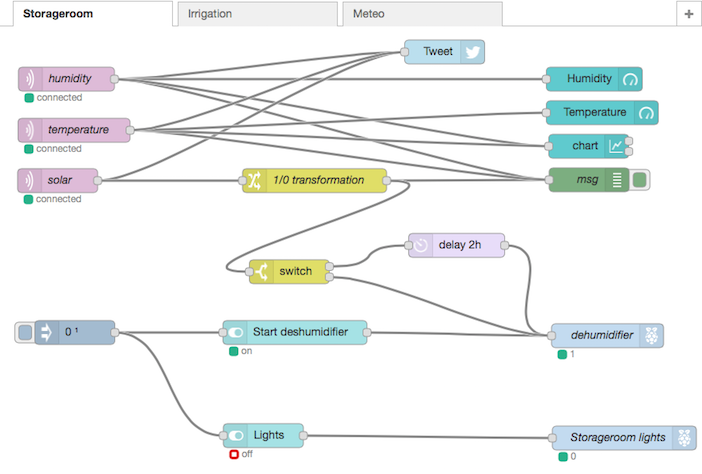 Storageroom
Irrigation
Meteo
+
Tweet
humidity
Humidity
connected
temperature
Temperature
connected
chart
solar
1/0 transformation
msg
connected
delay 2h
switch
0 ¹
Start deshumidifier
dehumidifier
on
1
Lights
Storageroom lights
off
0